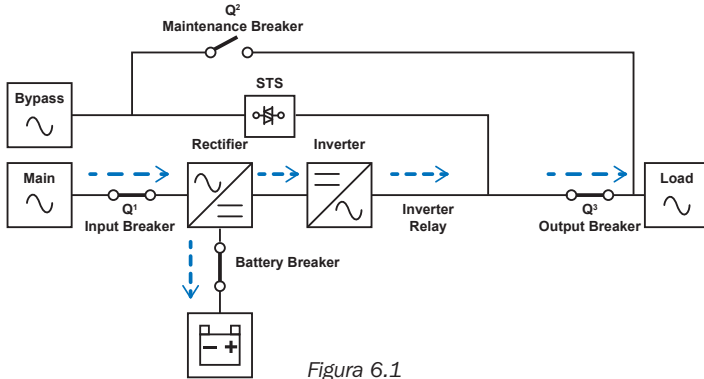 Q²
Maintenance Breaker
STS
Bypass
Rectifier
Inverter
Main
Load
Q¹
Input Breaker
Inverter
Relay
Q³
Output Breaker
Battery Breaker
Figura 6.1